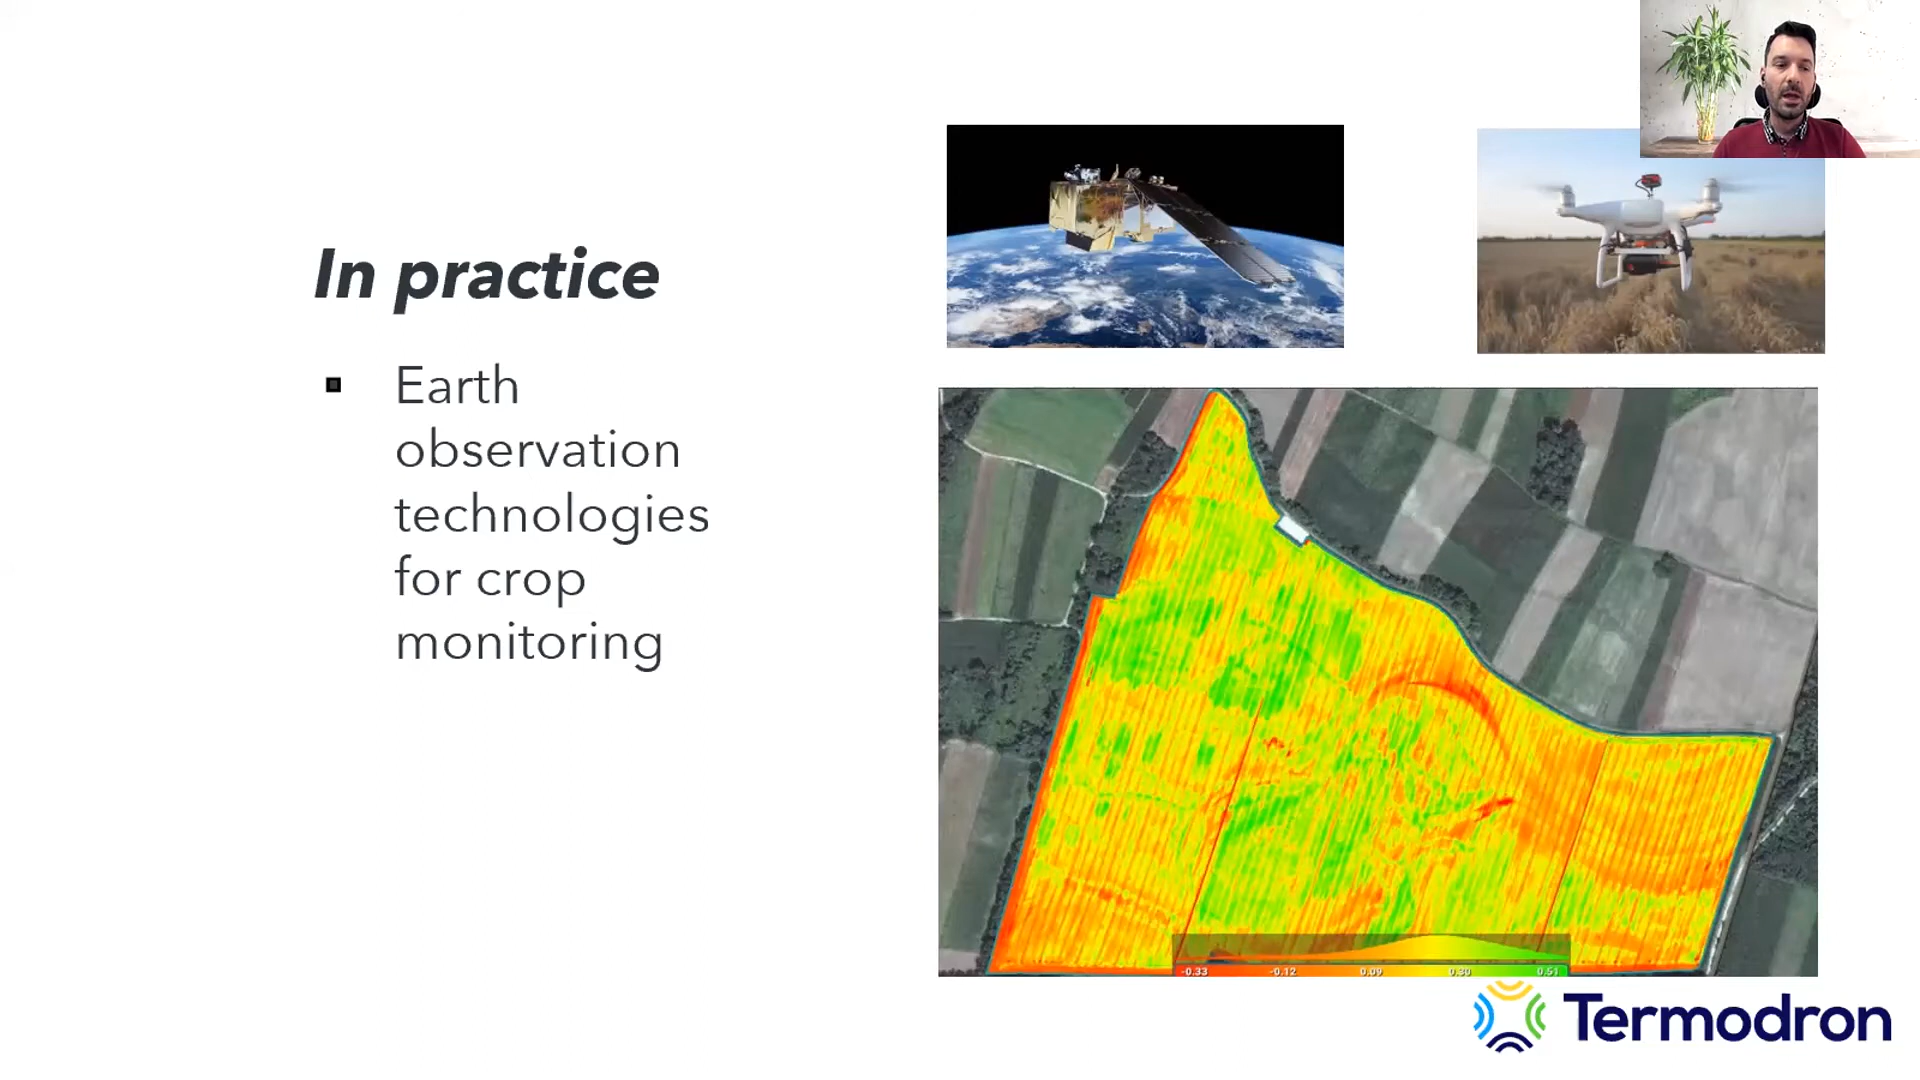 In practice
▪ Earth
observation
technologies
for crop
monitoring
-0.33 -0.12 0.09 0.30 0.51
Termodron